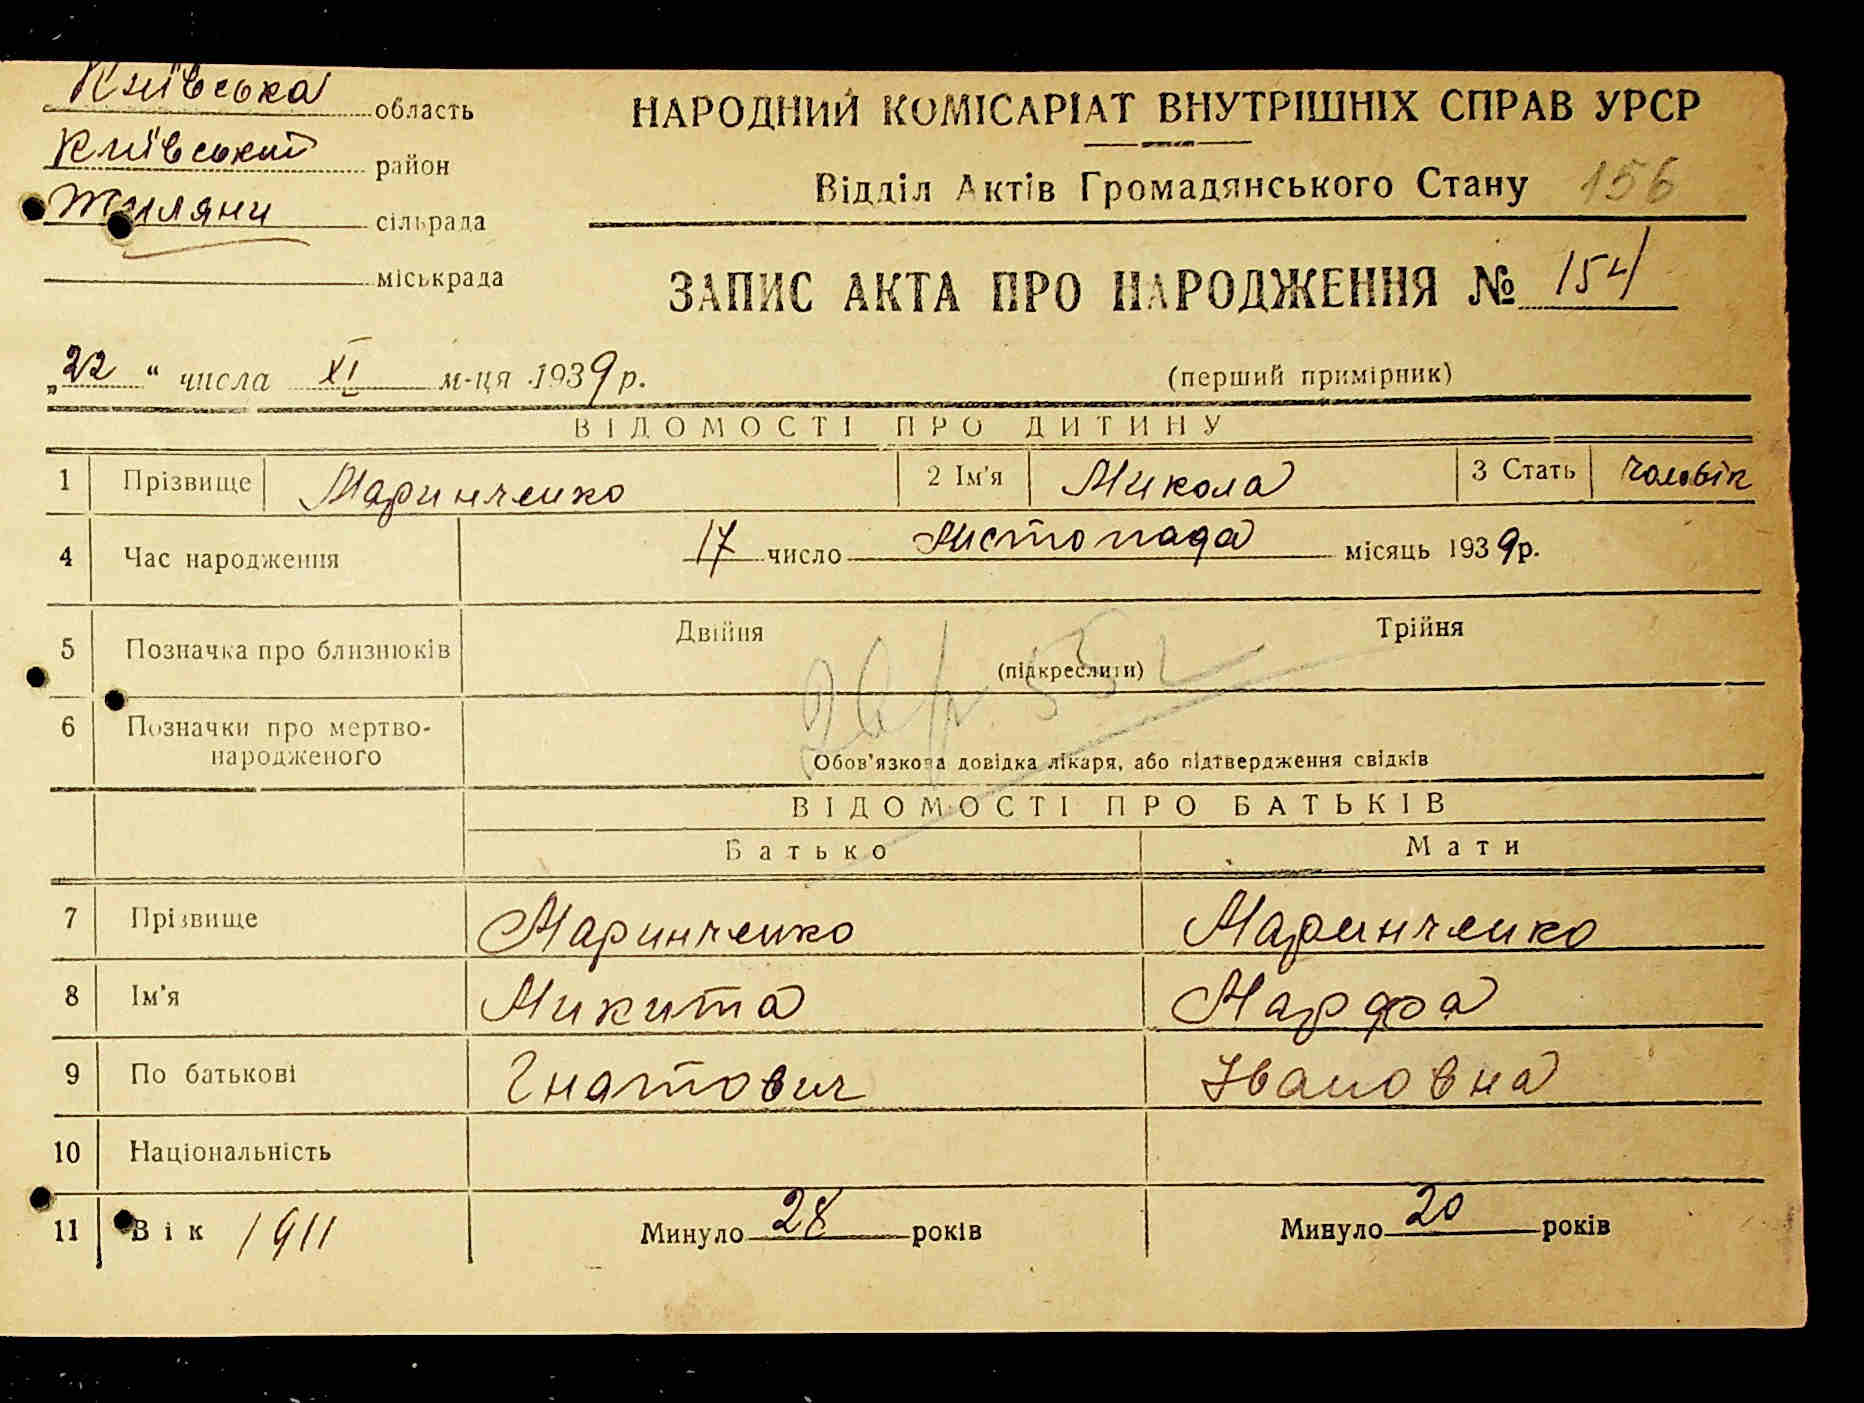 Київська область
Київський район
Жиляни сільрада
міськрада
НАРОДНИЙ КОМІСАРІАТ ВНУТРІШНІХ СПРАВ УРСР
Відділ Актів Громадянського Стану 156
ЗАПИС АКТА ПРО НАРОДЖЕННЯ № 154
„22“ числа XI м-ця 1939 р.
(перший примірник)
ВІДОМОСТІ ПРО ДИТИНУ
1 Прізвище Маринченко 2 Ім'я Микола 3 Стать Чоловік
4 Час народження 17 число Листопада місяць 1939 р.
5 Позначка про близнюків Двійня Трійня
(підкреслити)
6 Позначки про мертво-
народженого
Обов'язкова довідка лікаря, або підтвердження свідків
ВІДОМОСТІ ПРО БАТЬКІВ
Батько Мати
7 Прізвище Маринченко Маринченко
8 Ім'я Микита Марфа
9 По батькові Гнатович Івановна
10 Національність
11 Вік 1911 Минуло 28 років Минуло 20 років